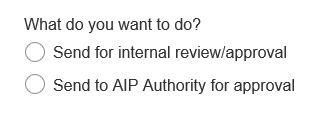 What do you want to do?
Send for internal review/approval
Send to AIP Authority for approval